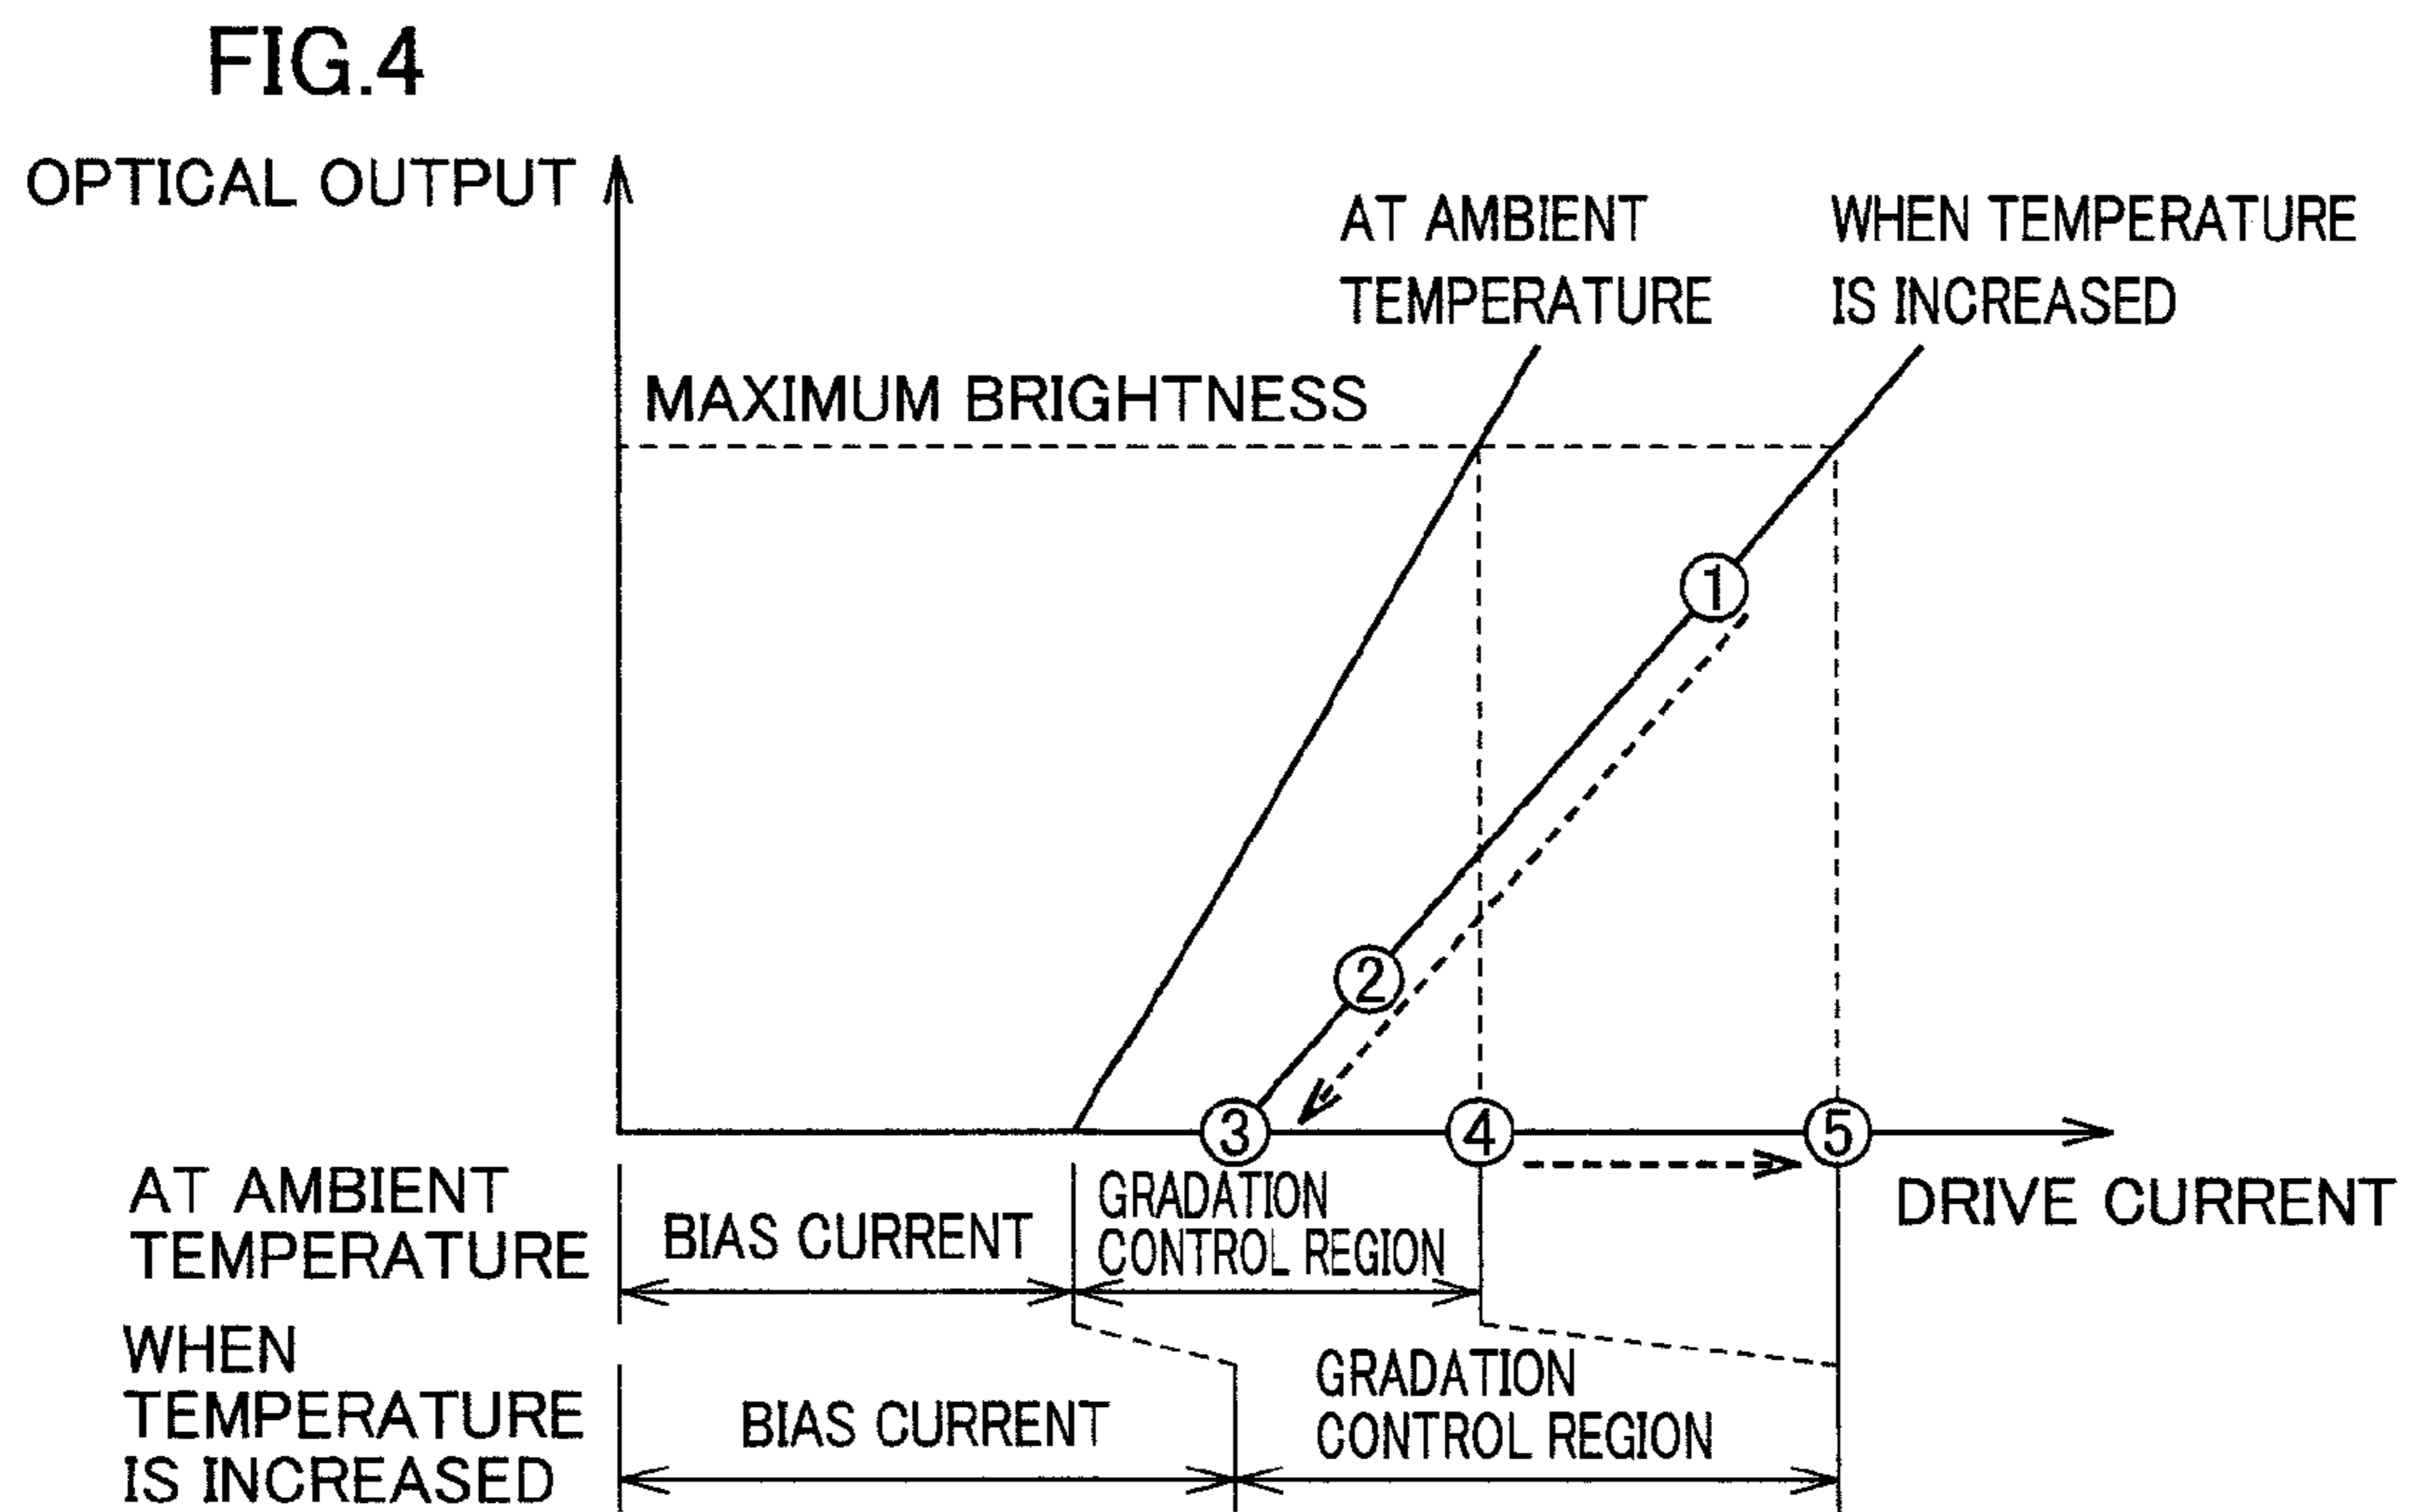 FIG.4
OPTICAL OUTPUT
AT AMBIENT
TEMPERATURE
WHEN TEMPERATURE
IS INCREASED
MAXIMUM BRIGHTNESS
①
②
③
④
⑤
DRIVE CURRENT
AT AMBIENT
TEMPERATURE
BIAS CURRENT
GRADATION
CONTROL REGION
WHEN
TEMPERATURE
IS INCREASED
BIAS CURRENT
GRADATION
CONTROL REGION